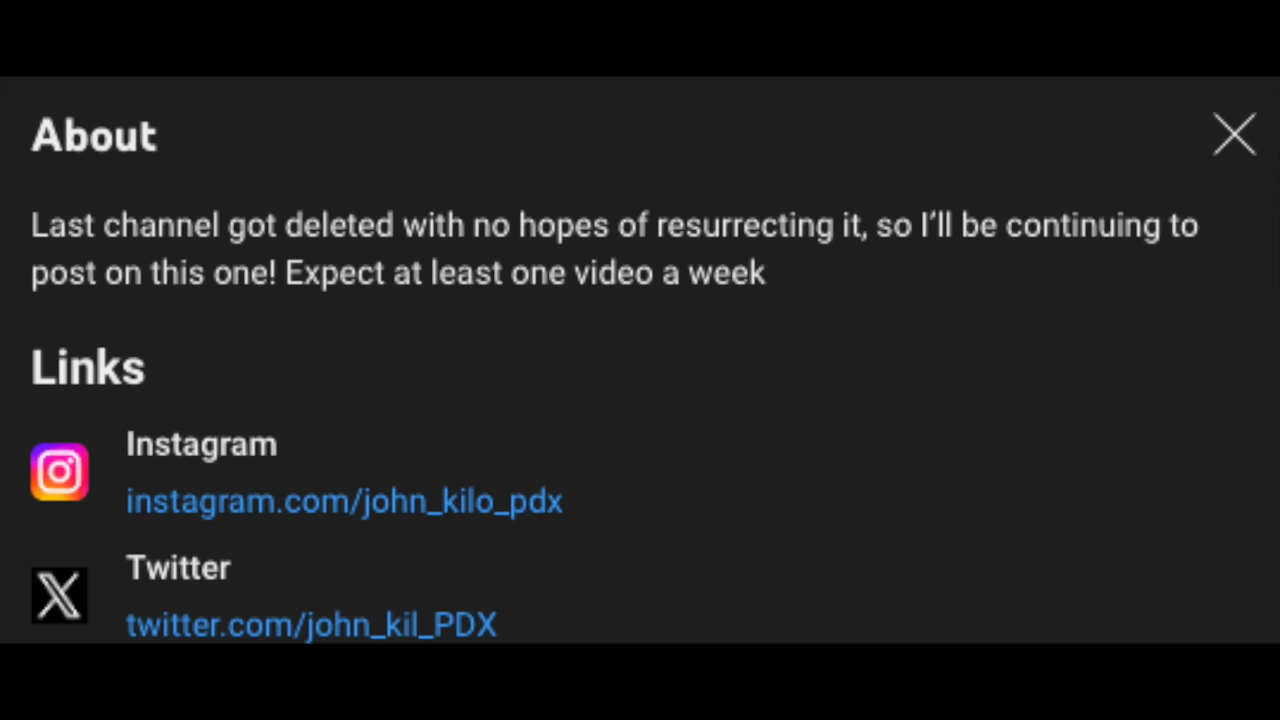 About
Last channel got deleted with no hopes of resurrecting it, so I’ll be continuing to
post on this one! Expect at least one video a week
Links
Instagram
instagram.com/john_kilo_pdx
Twitter
twitter.com/john_kil_PDX